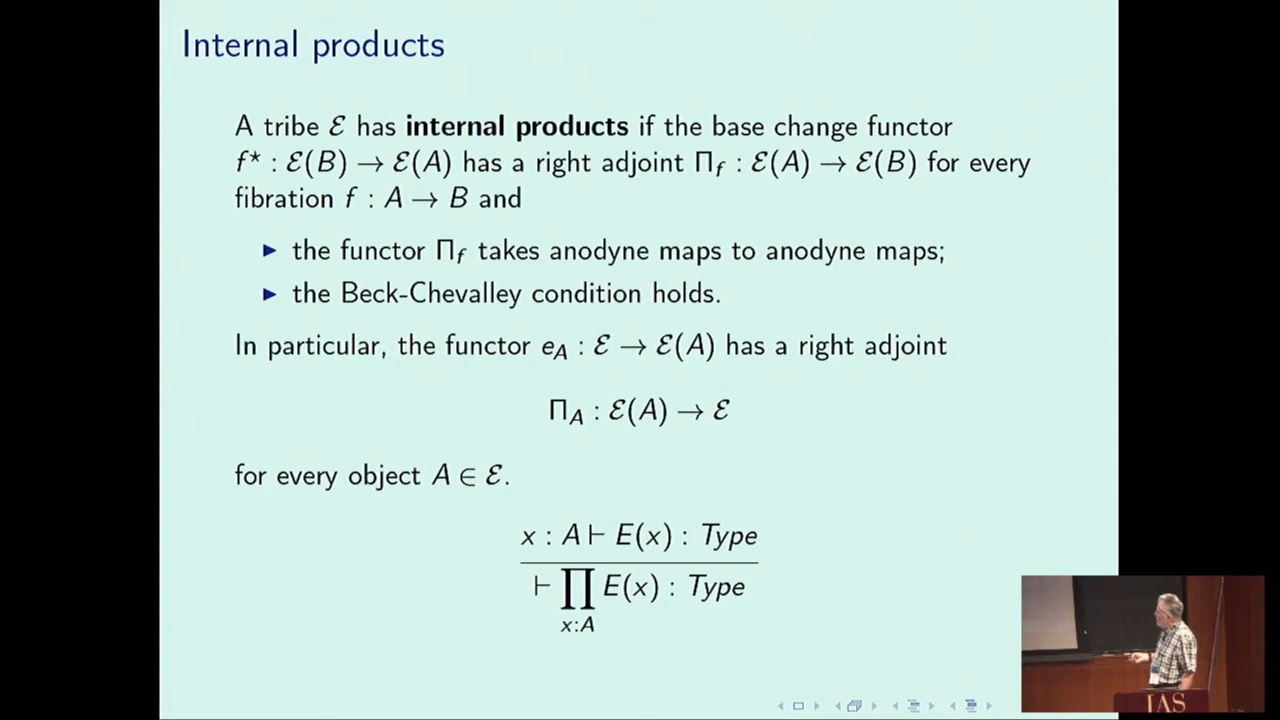 Internal products
A tribe ℰ has internal products if the base change functor
f⋆ : ℰ(B) → ℰ(A) has a right adjoint Π_f : ℰ(A) → ℰ(B) for every
fibration f : A → B and
▶ the functor Π_f takes anodyne maps to anodyne maps;
▶ the Beck-Chevalley condition holds.
In particular, the functor e_A : ℰ → ℰ(A) has a right adjoint
Π_A : ℰ(A) → ℰ
for every object A ∈ ℰ.
x : A ⊢ E(x) : Type
⊢ ∏ E(x) : Type
x:A
IAS